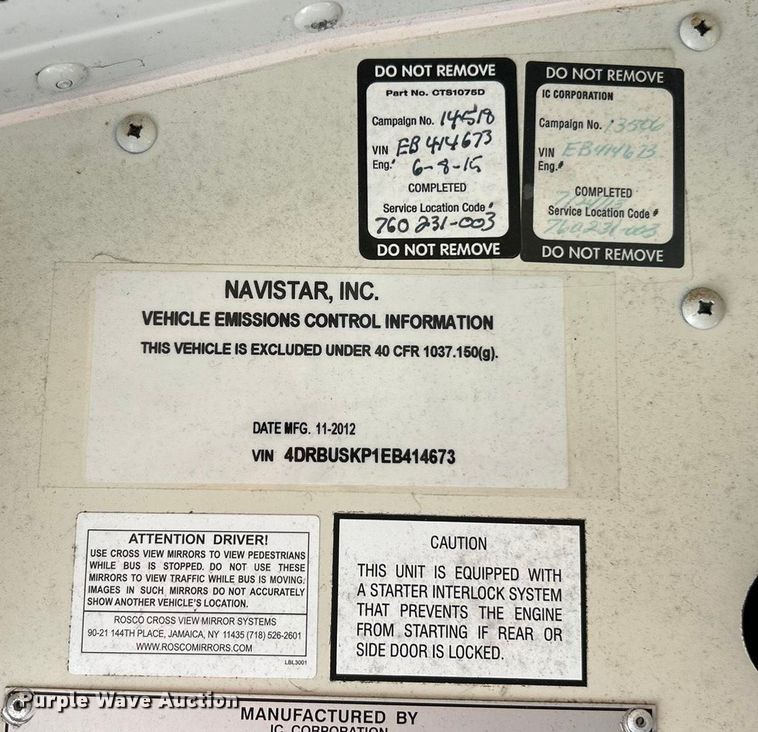 DO NOT REMOVE
Part No. CTS1075D
Campaign No. 14518
VIN EB 414673
Eng.# 6-8-15
COMPLETED
Service Location Code#
760 231-003
DO NOT REMOVE
DO NOT REMOVE
IC CORPORATION
Campaign No. 13506
VIN EB414673
Eng.#
COMPLETED
Service Location Code #
760231-003
DO NOT REMOVE
NAVISTAR, INC.
VEHICLE EMISSIONS CONTROL INFORMATION
THIS VEHICLE IS EXCLUDED UNDER 40 CFR 1037.150(g).
DATE MFG. 11-2012
VIN 4DRBUSKP1EB414673
ATTENTION DRIVER!
USE CROSS VIEW MIRRORS TO VIEW PEDESTRIANS
WHILE BUS IS STOPPED. DO NOT USE THESE
MIRRORS TO VIEW TRAFFIC WHILE BUS IS MOVING.
IMAGES IN SUCH MIRRORS DO NOT ACCURATELY
SHOW ANOTHER VEHICLE'S LOCATION.
ROSCO CROSS VIEW MIRROR SYSTEMS
90-21 144TH PLACE, JAMAICA, NY 11435 (718) 526-2601
WWW.ROSCOMIRRORS.COM
LBL3001
CAUTION
THIS UNIT IS EQUIPPED WITH
A STARTER INTERLOCK SYSTEM
THAT PREVENTS THE ENGINE
FROM STARTING IF REAR OR
SIDE DOOR IS LOCKED.
Purple Wave Auction
MANUFACTURED BY
IC CORPORATION